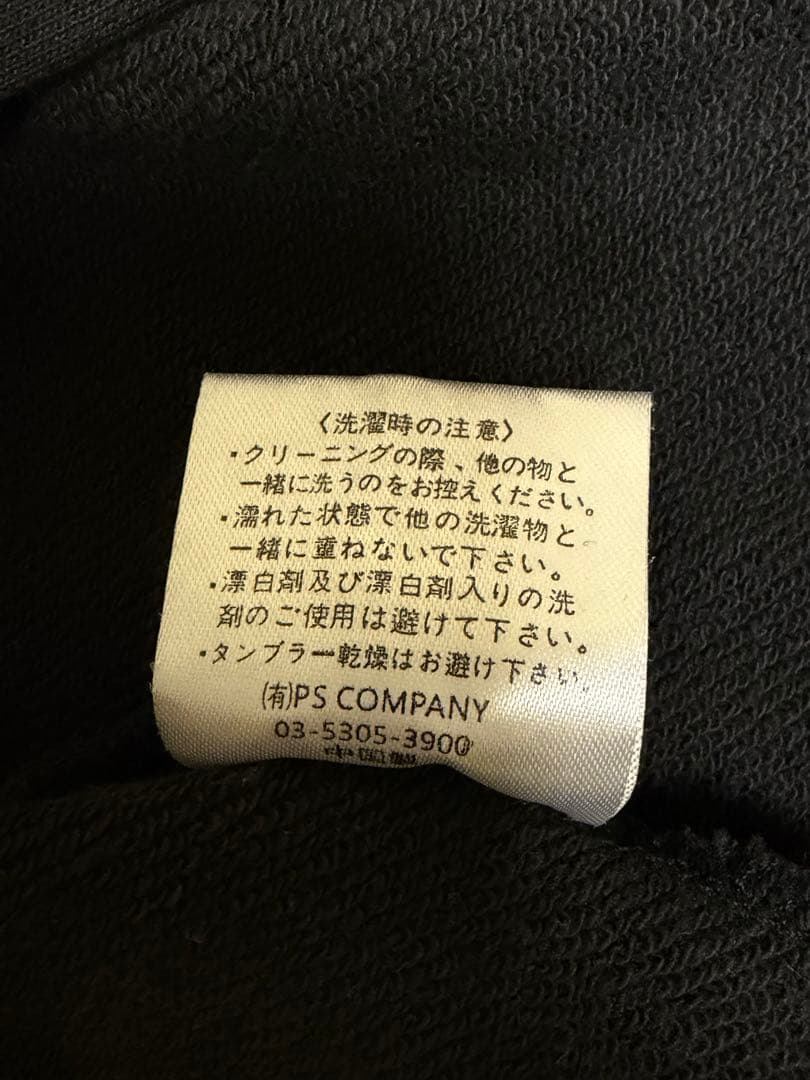 〈洗濯時の注意〉
・クリーニングの際、他の物と
一緒に洗うのをお控えください。
・濡れた状態で他の洗濯物と
一緒に重ねないで下さい。
・漂白剤及び漂白剤入りの洗
剤のご使用は避けて下さい。
・タンブラー乾燥はお避け下さい。
(有)PS COMPANY
03-5305-3900
中国製